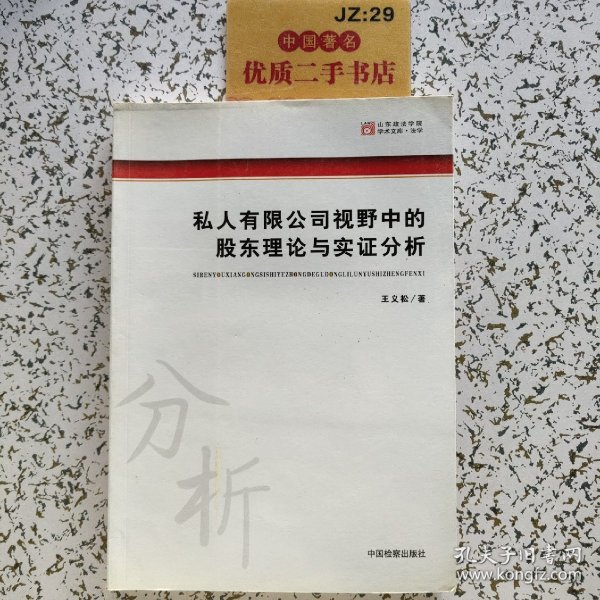 JZ:29
中国著名
优质二手书店
山东政法学院
学术文库·法学
私人有限公司视野中的
股东理论与实证分析
SIRENYOUXIANGONGSISHIYEZHONGDEGUDONGLILUNYUSHIZHENGFENXI
王义松/著
分析
中国检察出版社
孔夫子旧书网
www.kongfz.com